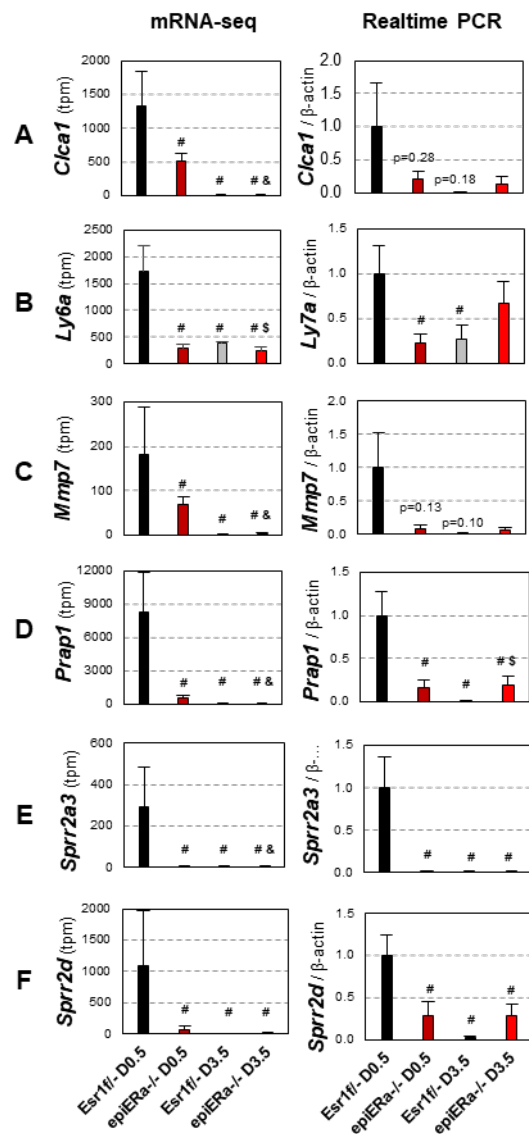 mRNA-seq Realtime PCR
A
Clca1 (tpm)
2000
1500
1000
500
0
# # # &
Clca1 / β-actin
2.0
1.5
1.0
0.5
0.0
p=0.28
p=0.18
B
Ly6a (tpm)
2500
2000
1500
1000
500
0
# # # $
Ly7a / β-actin
1.5
1.0
0.5
0.0
# #
C
Mmp7 (tpm)
300
200
100
0
# # # &
Mmp7 / β-actin
2.0
1.5
1.0
0.5
0.0
p=0.13
p=0.10
D
Prap1 (tpm)
12000
9000
6000
3000
0
# # # &
Prap1 / β-actin
1.5
1.0
0.5
0.0
# # # $
E
Sprr2a3 (tpm)
600
400
200
0
# # # &
Sprr2a3 / β-...
1.5
1.0
0.5
0.0
# # #
F
Sprr2d (tpm)
2000
1500
1000
500
0
# # #
Sprr2d / β-actin
1.5
1.0
0.5
0.0
# # #
Esr1f/- D0.5
epiERa-/- D0.5
Esr1f/- D3.5
epiERa-/- D3.5
Esr1f/- D0.5
epiERa-/- D0.5
Esr1f/- D3.5
epiERa-/- D3.5